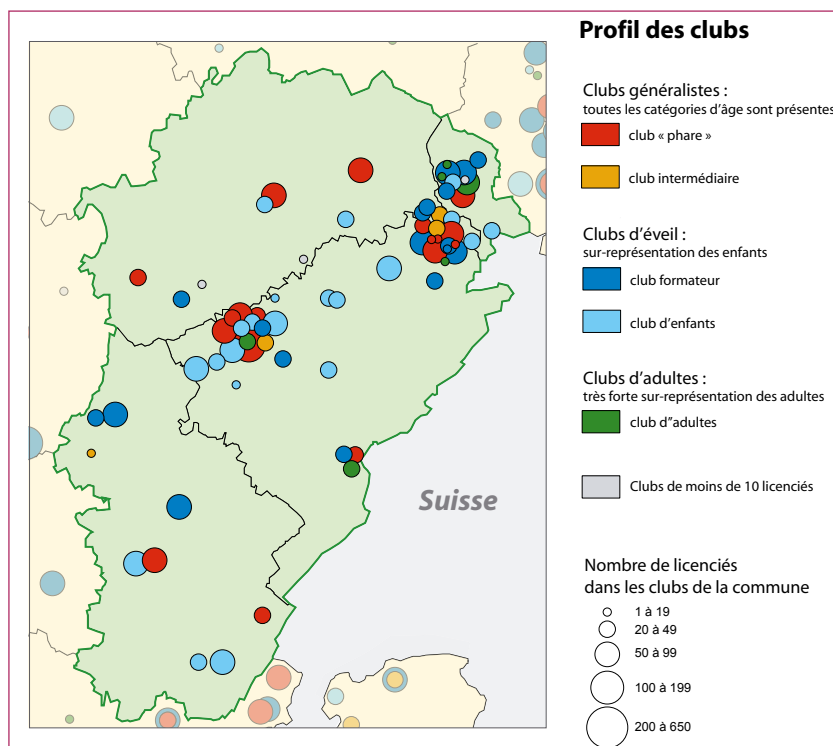 Profil des clubs
Clubs généralistes :
toutes les catégories d'âge sont présentes
club « phare »
club intermédiaire
Clubs d'éveil :
sur-représentation des enfants
club formateur
club d'enfants
Clubs d'adultes :
très forte sur-représentation des adultes
club d"adultes
Clubs de moins de 10 licenciés
Suisse
Nombre de licenciés
dans les clubs de la commune
1 à 19
20 à 49
50 à 99
100 à 199
200 à 650